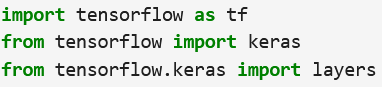 import tensorflow as tf
from tensorflow import keras
from tensorflow.keras import layers